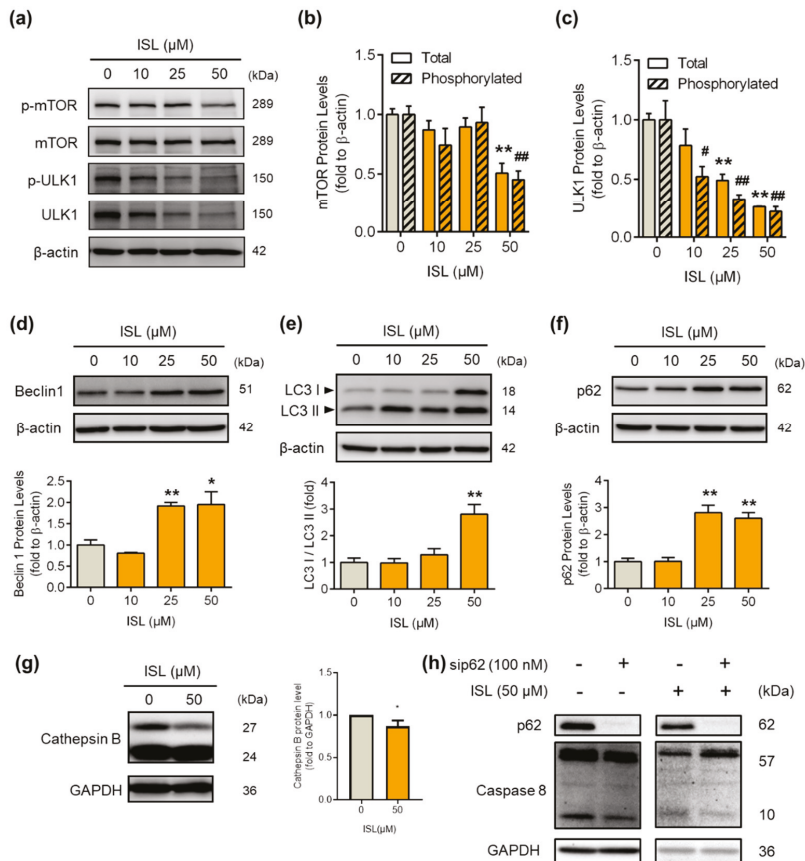 (a)
ISL (μM)
0 10 25 50 (kDa)
p-mTOR 289
mTOR 289
p-ULK1 150
ULK1 150
β-actin 42
(b)
Total
Phosphorylated
mTOR Protein Levels
(fold to β-actin)
1.5
1.0
0.5
0.0
** ##
0 10 25 50
ISL (μM)
(c)
Total
Phosphorylated
ULK1 Protein Levels
(fold to β-actin)
1.5
1.0
0.5
0.0
# ** ## ** ##
0 10 25 50
ISL (μM)
(d)
ISL (μM)
0 10 25 50 (kDa)
Beclin1 51
β-actin 42
Beclin 1 Protein Levels
(fold to β-actin)
2.5
2.0
1.5
1.0
0.5
0.0
** *
0 10 25 50
ISL (μM)
(e)
ISL (μM)
0 10 25 50 (kDa)
LC3 I 18
LC3 II 14
β-actin 42
LC3 I / LC3 II (fold)
4
3
2
1
0
**
0 10 25 50
ISL (μM)
(f)
ISL (μM)
0 10 25 50 (kDa)
p62 62
β-actin 42
p62 Protein Levels
(fold to β-actin)
4
3
2
1
0
** **
0 10 25 50
ISL (μM)
(g)
ISL (μM)
0 50 (kDa)
Cathepsin B 27
24
GAPDH 36
Cathepsin B protein level
(fold to GAPDH)
1.5
1.0
0.5
0.0
*
0 50
ISL(μM)
(h)
sip62 (100 nM) - + - +
ISL (50 μM) - - + + (kDa)
p62 62
Caspase 8 57
10
GAPDH 36